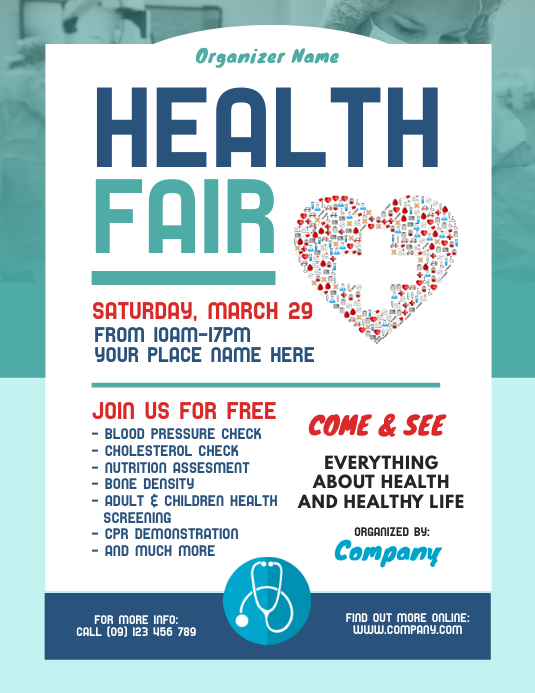 Organizer Name
HEALTH
FAIR
SATURDAY, MARCH 29
FROM 10AM-17PM
YOUR PLACE NAME HERE
JOIN US FOR FREE
- BLOOD PRESSURE CHECK
- CHOLESTEROL CHECK
- NUTRITION ASSESMENT
- BONE DENSITY
- ADULT & CHILDREN HEALTH
SCREENING
- CPR DEMONSTRATION
- AND MUCH MORE
COME & SEE
EVERYTHING
ABOUT HEALTH
AND HEALTHY LIFE
ORGANIZED BY:
Company
FOR MORE INFO:
CALL (09) 123 456 789
FIND OUT MORE ONLINE:
WWW.COMPANY.COM